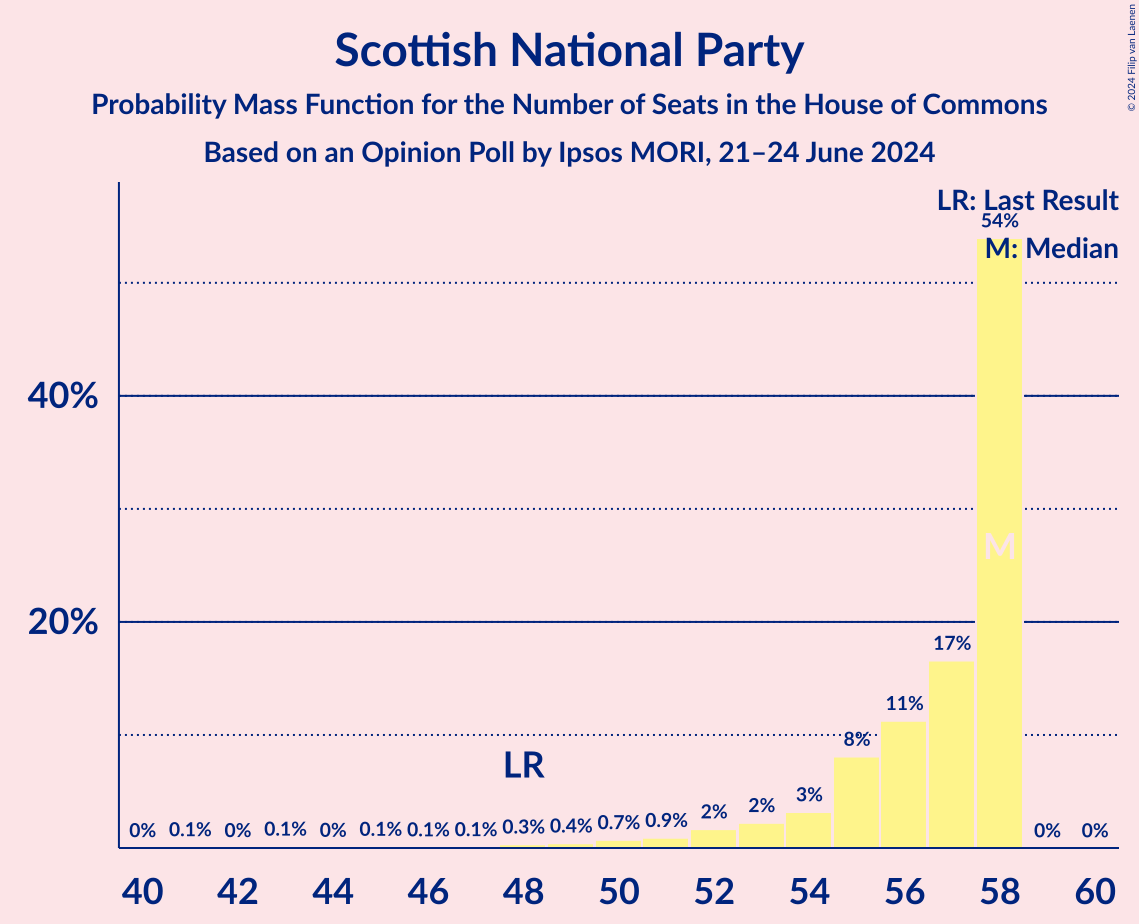 Scottish National Party
Probability Mass Function for the Number of Seats in the House of Commons
Based on an Opinion Poll by Ipsos MORI, 21–24 June 2024
© 2024 Filip van Laenen
LR: Last Result
54%
M: Median
40%
M
20%
17%
11%
8%
LR
3%
2%
2%
0% 0.1% 0% 0.1% 0% 0.1% 0.1% 0.1% 0.3% 0.4% 0.7% 0.9% 0% 0%
40 42 44 46 48 50 52 54 56 58 60